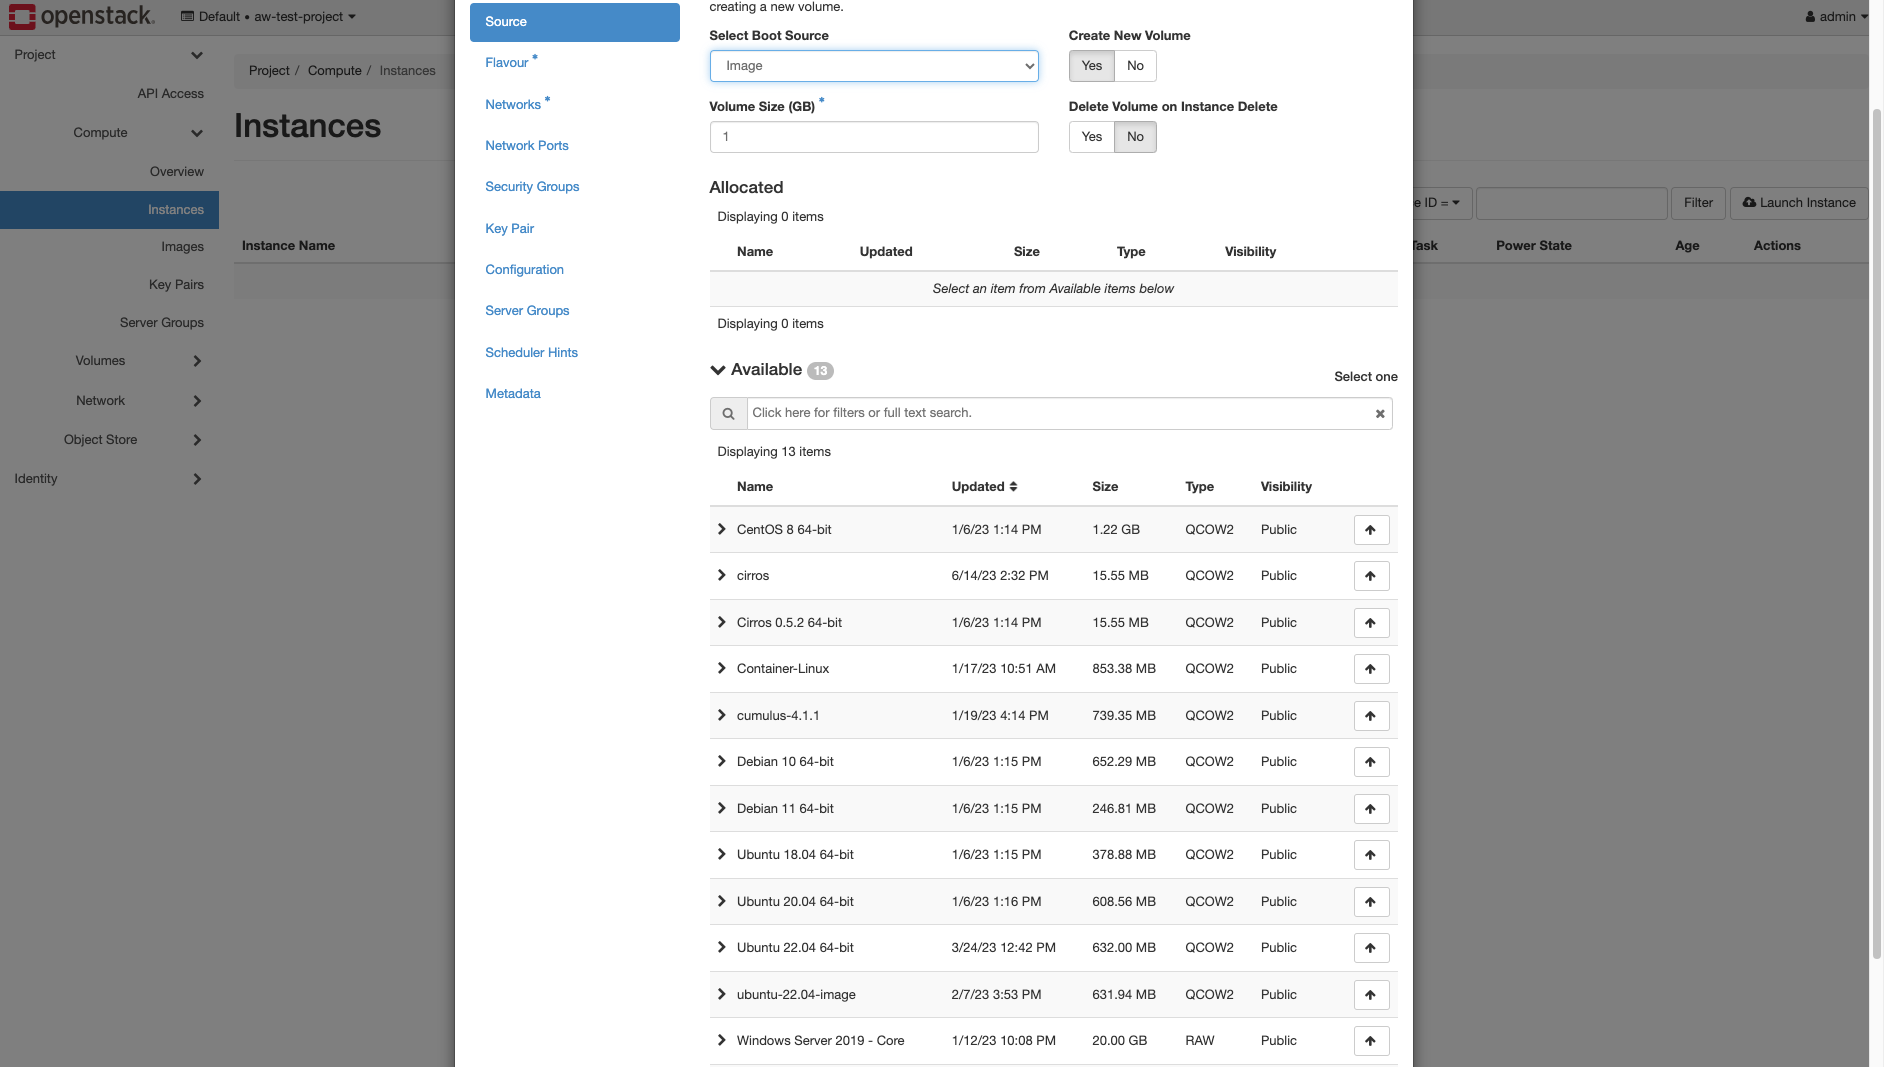 openstack. Default • aw-test-project admin
Project
API Access
Compute
Overview
Instances
Images
Key Pairs
Server Groups
Volumes
Network
Object Store
Identity
Project / Compute / Instances
Instances
Instance Name
e ID = Filter Launch Instance
Task Power State Age Actions
Source
Flavour *
Networks *
Network Ports
Security Groups
Key Pair
Configuration
Server Groups
Scheduler Hints
Metadata
creating a new volume.
Select Boot Source Create New Volume
Image Yes No
Volume Size (GB) * Delete Volume on Instance Delete
1 Yes No
Allocated
Displaying 0 items
Name Updated Size Type Visibility
Select an item from Available items below
Displaying 0 items
Available 13 Select one
Click here for filters or full text search.
Displaying 13 items
Name Updated Size Type Visibility
CentOS 8 64-bit 1/6/23 1:14 PM 1.22 GB QCOW2 Public
cirros 6/14/23 2:32 PM 15.55 MB QCOW2 Public
Cirros 0.5.2 64-bit 1/6/23 1:14 PM 15.55 MB QCOW2 Public
Container-Linux 1/17/23 10:51 AM 853.38 MB QCOW2 Public
cumulus-4.1.1 1/19/23 4:14 PM 739.35 MB QCOW2 Public
Debian 10 64-bit 1/6/23 1:15 PM 652.29 MB QCOW2 Public
Debian 11 64-bit 1/6/23 1:15 PM 246.81 MB QCOW2 Public
Ubuntu 18.04 64-bit 1/6/23 1:15 PM 378.88 MB QCOW2 Public
Ubuntu 20.04 64-bit 1/6/23 1:16 PM 608.56 MB QCOW2 Public
Ubuntu 22.04 64-bit 3/24/23 12:42 PM 632.00 MB QCOW2 Public
ubuntu-22.04-image 2/7/23 3:53 PM 631.94 MB QCOW2 Public
Windows Server 2019 - Core 1/12/23 10:08 PM 20.00 GB RAW Public